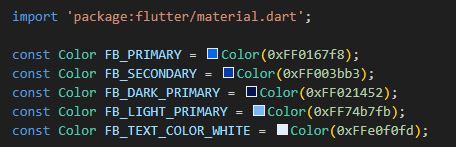 import 'package:flutter/material.dart';
const Color FB_PRIMARY = Color(0xFF0167f8);
const Color FB_SECONDARY = Color(0xFF003bb3);
const Color FB_DARK_PRIMARY = Color(0xFF021452);
const Color FB_LIGHT_PRIMARY = Color(0xFF74b7fb);
const Color FB_TEXT_COLOR_WHITE = Color(0xFFe0f0fd);